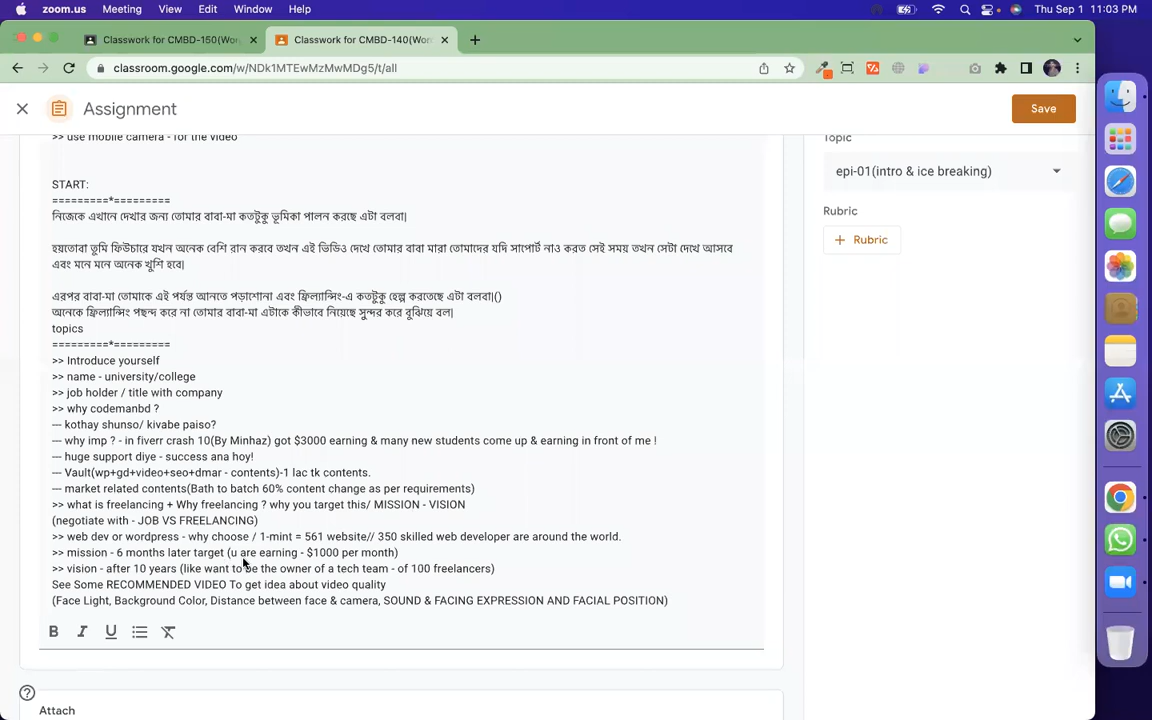 zoom.us Meeting View Edit Window Help Thu Sep 1 11:03 PM
Classwork for CMBD-150(Wor Classwork for CMBD-140(Wor
classroom.google.com/w/NDk1MTEwMzMwMDg5/t/all
Assignment Save
>> use mobile camera - for the video
START:
=========*=========
নিজেকে এখানে দেখার জন্য তোমার বাবা-মা কতটুকু ভূমিকা পালন করছে এটা বলবা|
হয়তোবা তুমি ফিউচারে যখন অনেক বেশি রান করবে তখন এই ভিডিও দেখে তোমার বাবা মারা তোমাদের যদি সাপোর্ট নাও করত সেই সময় তখন সেটা দেখে আসবে
এবং মনে মনে অনেক খুশি হবে|
এরপর বাবা-মা তোমাকে এই পর্যন্ত আনতে পড়াশোনা এবং ফ্রিল্যান্সিং-এ কতটুকু হেল্প করতেছে এটা বলবা|()
অনেকে ফ্রিল্যান্সিং পছন্দ করে না তোমার বাবা-মা এটাকে কীভাবে নিয়েছে সুন্দর করে বুঝিয়ে বল|
topics
=========*=========
>> Introduce yourself
>> name - university/college
>> job holder / title with company
>> why codemanbd ?
--- kothay shunso/ kivabe paiso?
--- why imp ? - in fiverr crash 10(By Minhaz) got $3000 earning & many new students come up & earning in front of me !
--- huge support diye - success ana hoy!
--- Vault(wp+gd+video+seo+dmar - contents)-1 lac tk contents.
--- market related contents(Bath to batch 60% content change as per requirements)
>> what is freelancing + Why freelancing ? why you target this/ MISSION - VISION
(negotiate with - JOB VS FREELANCING)
>> web dev or wordpress - why choose / 1-mint = 561 website// 350 skilled web developer are around the world.
>> mission - 6 months later target (u are earning - $1000 per month)
>> vision - after 10 years (like want to be the owner of a tech team - of 100 freelancers)
See Some RECOMMENDED VIDEO To get idea about video quality
(Face Light, Background Color, Distance between face & camera, SOUND & FACING EXPRESSION AND FACIAL POSITION)
B I U
Attach
Topic
epi-01(intro & ice breaking)
Rubric
+ Rubric